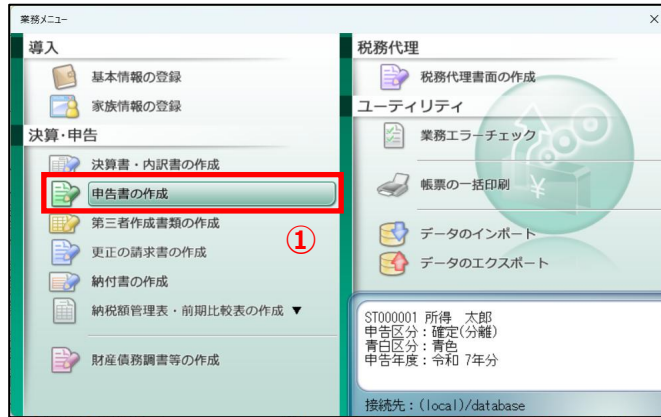 業務メニュー
×
導入
基本情報の登録
家族情報の登録
決算・申告
決算書・内訳書の作成
申告書の作成
①
第三者作成書類の作成
更正の請求書の作成
納付書の作成
納税額管理表・前期比較表の作成 ▼
財産債務調書等の作成
税務代理
税務代理書面の作成
ユーティリティ
業務エラーチェック
帳票の一括印刷
データのインポート
データのエクスポート
ST000001 所得 太郎
申告区分：確定(分離)
青白区分：青色
申告年度：令和 7年分
接続先：(local)/database